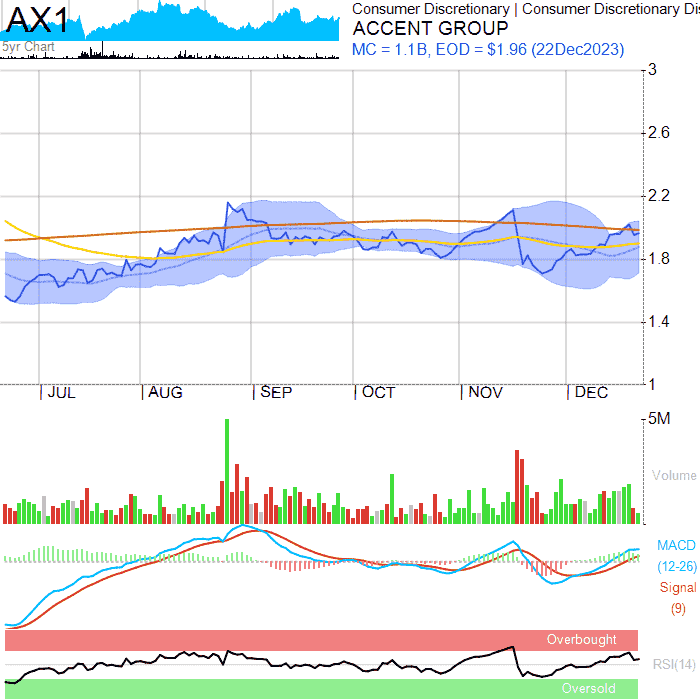 AX1
5yr Chart
Consumer Discretionary | Consumer Discretionary Dis
ACCENT GROUP
MC = 1.1B, EOD = $1.96 (22Dec2023)
3
2.6
2.2
1.8
1.4
1
| JUL | AUG | SEP | OCT | NOV | DEC
5M
Volume
MACD
(12-26)
Signal
(9)
Overbought
RSI(14)
Oversold